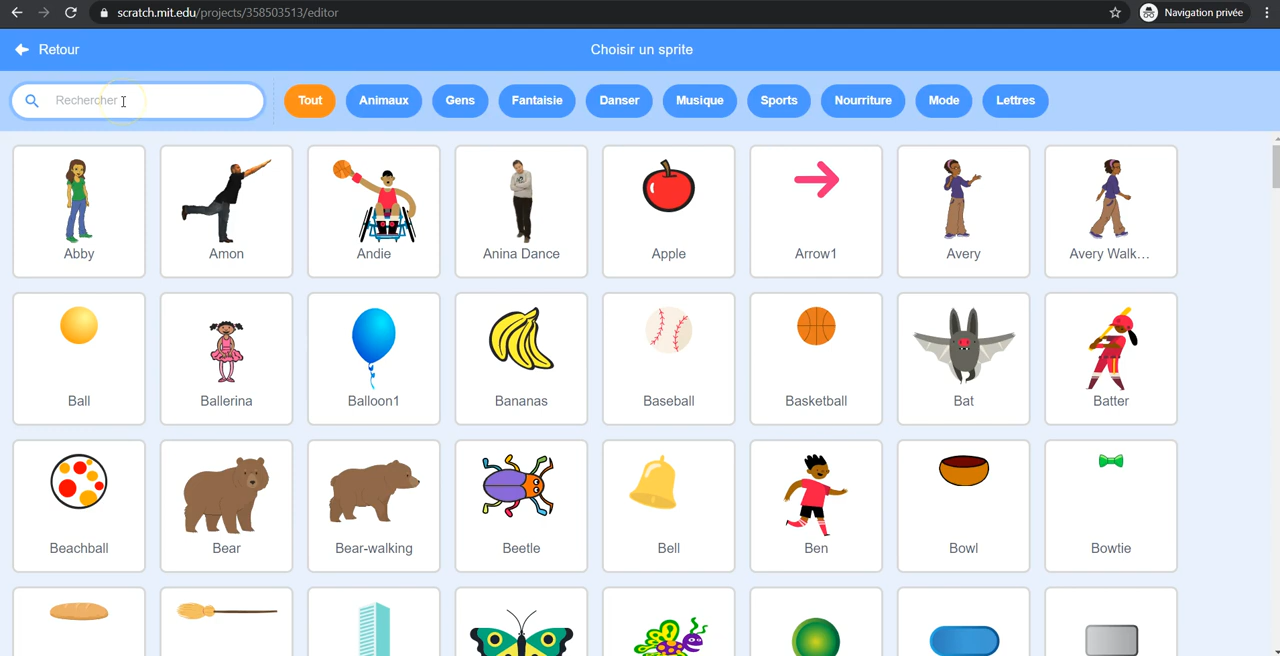 scratch.mit.edu/projects/358503513/editor
Navigation privée
Retour
Choisir un sprite
Rechercher
Tout Animaux Gens Fantaisie Danser Musique Sports Nourriture Mode Lettres
Abby Amon Andie Anina Dance Apple Arrow1 Avery Avery Walk...
Ball Ballerina Balloon1 Bananas Baseball Basketball Bat Batter
Beachball Bear Bear-walking Beetle Bell Ben Bowl Bowtie